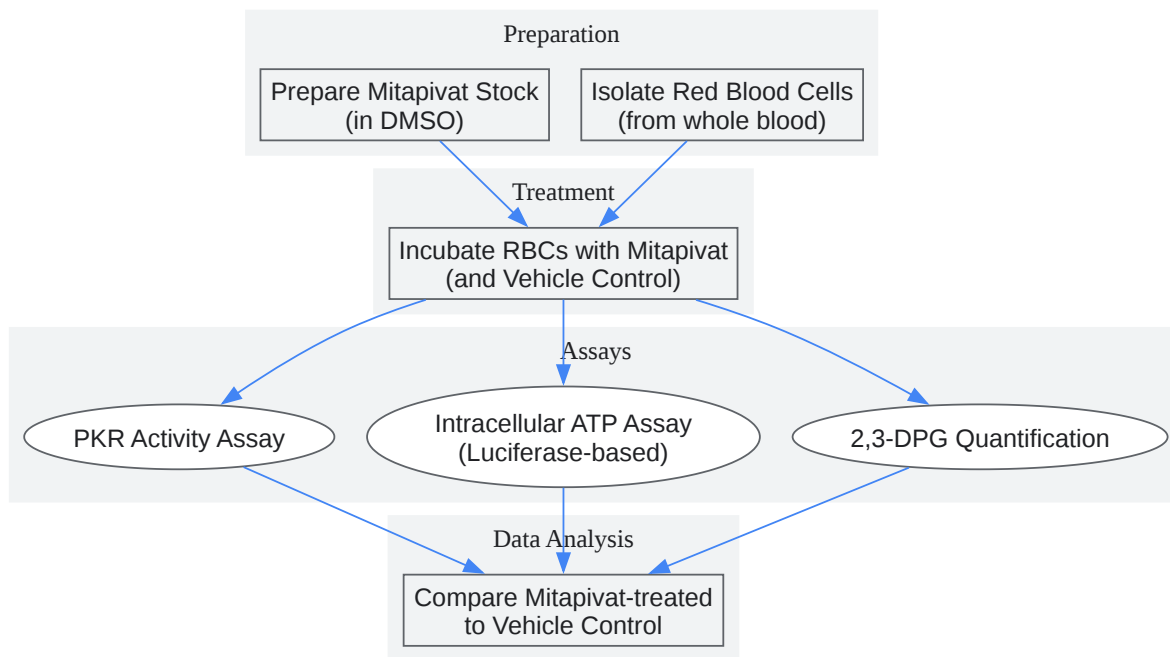 Preparation
Prepare Mitapivat Stock
(in DMSO)
Isolate Red Blood Cells
(from whole blood)
Treatment
Incubate RBCs with Mitapivat
(and Vehicle Control)
Assays
PKR Activity Assay
Intracellular ATP Assay
(Luciferase-based)
2,3-DPG Quantification
Data Analysis
Compare Mitapivat-treated
to Vehicle Control